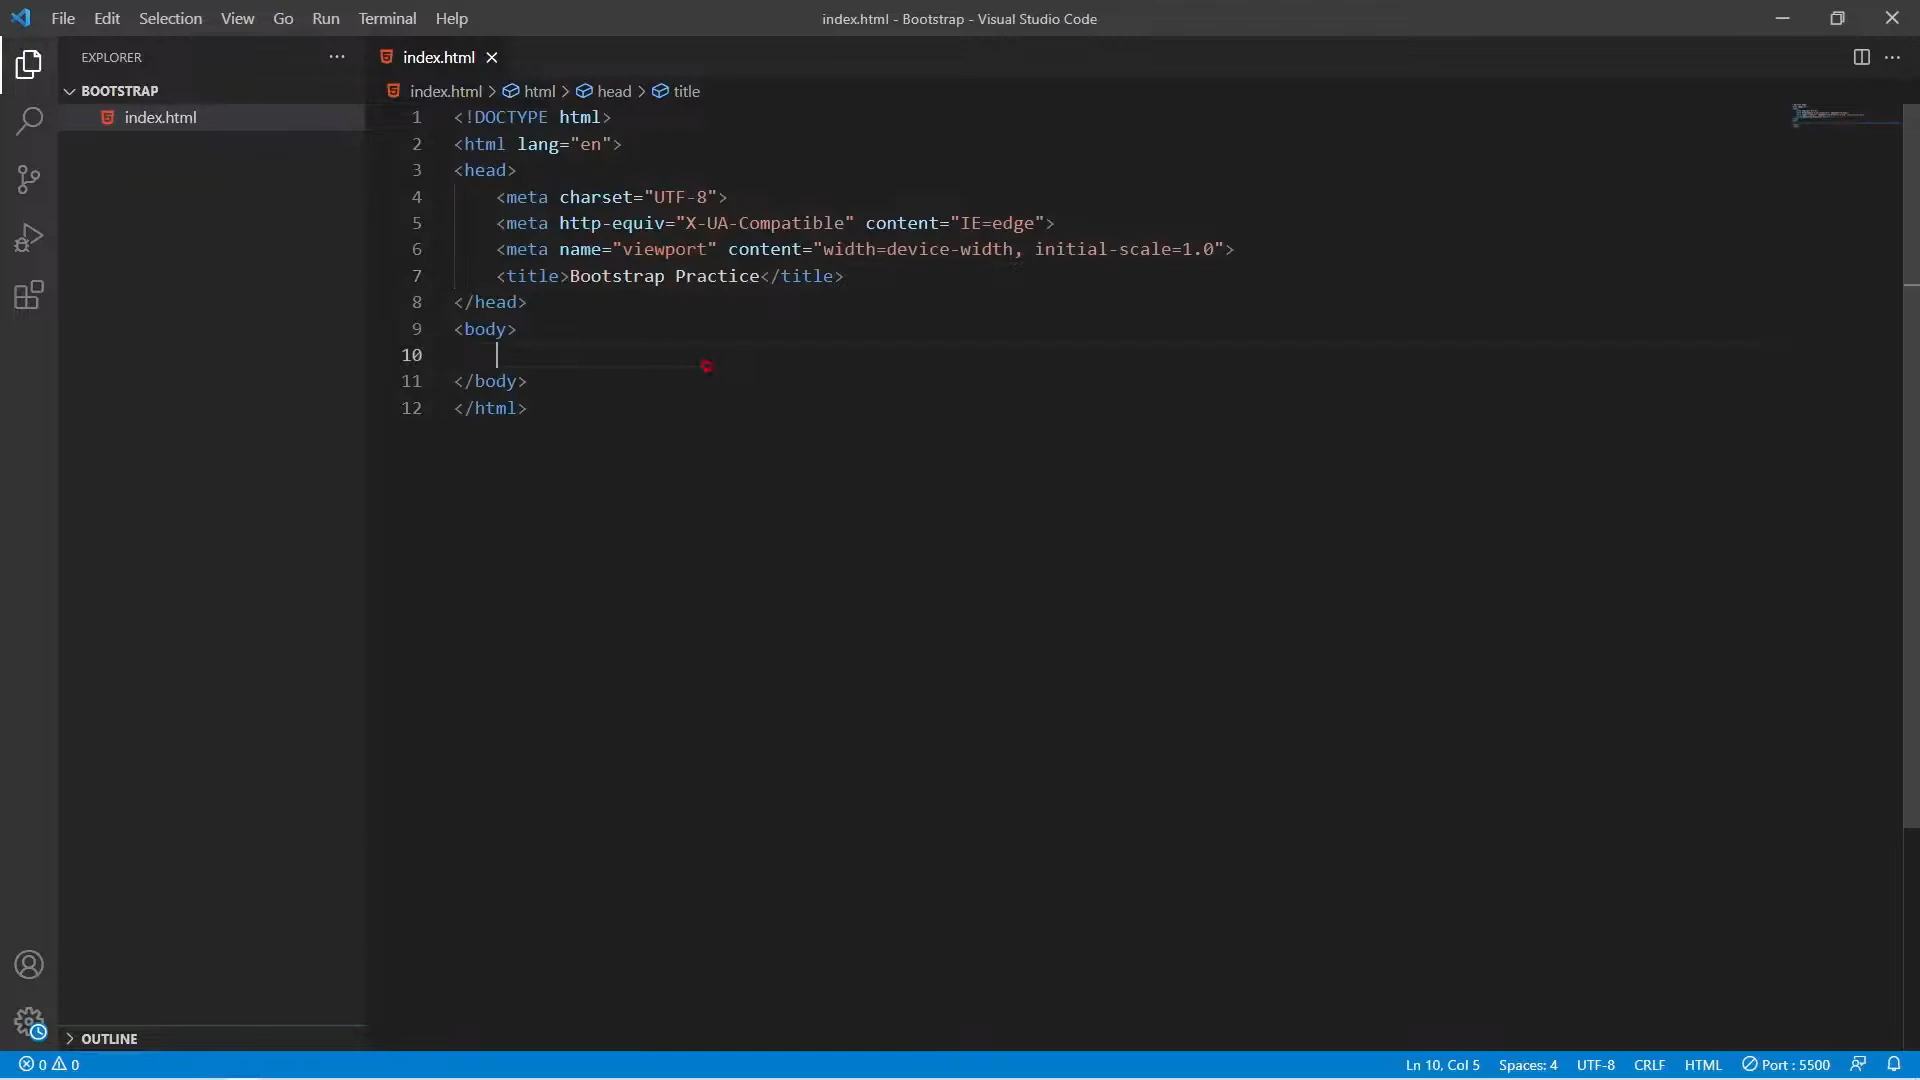 File Edit Selection View Go Run Terminal Help
index.html - Bootstrap - Visual Studio Code
EXPLORER
index.html
BOOTSTRAP
index.html > html > head > title
index.html
1 <!DOCTYPE html>
2 <html lang="en">
3 <head>
4 <meta charset="UTF-8">
5 <meta http-equiv="X-UA-Compatible" content="IE=edge">
6 <meta name="viewport" content="width=device-width, initial-scale=1.0">
7 <title>Bootstrap Practice</title>
8 </head>
9 <body>
10
11 </body>
12 </html>
OUTLINE
0 0
Ln 10, Col 5 Spaces: 4 UTF-8 CRLF HTML Port : 5500